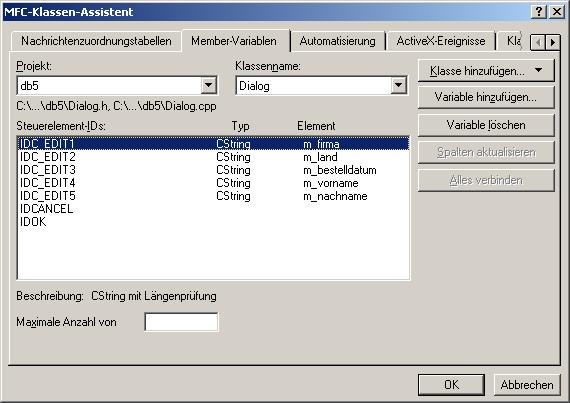 MFC-Klassen-Assistent
Nachrichtenzuordnungstabellen Member-Variablen Automatisierung ActiveX-Ereignisse Kla
Projekt: Klassenname:
db5 Dialog
Klasse hinzufügen...
C:\...\db5\Dialog.h, C:\...\db5\Dialog.cpp
Variable hinzufügen...
Steuerelement-IDs: Typ Element
Variable löschen
IDC_EDIT1 CString m_firma
IDC_EDIT2 CString m_land
Spalten aktualisieren
IDC_EDIT3 CString m_bestelldatum
IDC_EDIT4 CString m_vorname
Alles verbinden
IDC_EDIT5 CString m_nachname
IDCANCEL
IDOK
Beschreibung: CString mit Längenprüfung
Maximale Anzahl von
OK Abbrechen